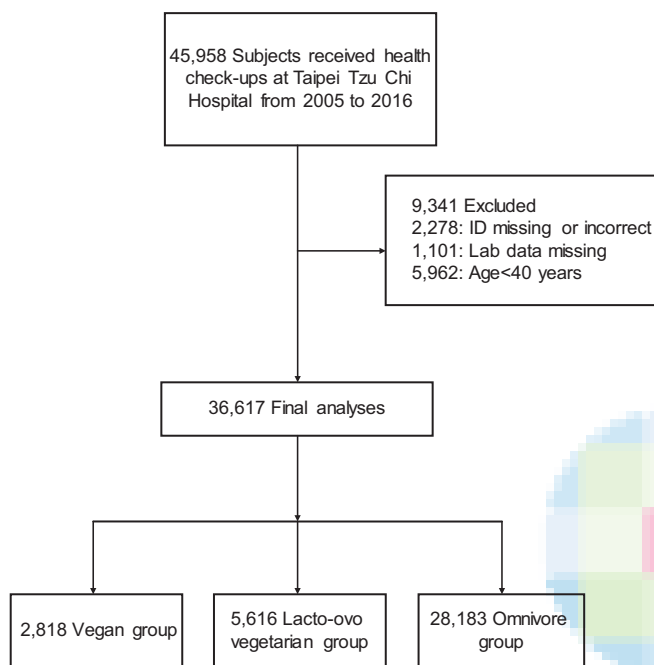 45,958 Subjects received health
check-ups at Taipei Tzu Chi
Hospital from 2005 to 2016
9,341 Excluded
2,278: ID missing or incorrect
1,101: Lab data missing
5,962: Age<40 years
36,617 Final analyses
2,818 Vegan group
5,616 Lacto-ovo
vegetarian group
28,183 Omnivore
group